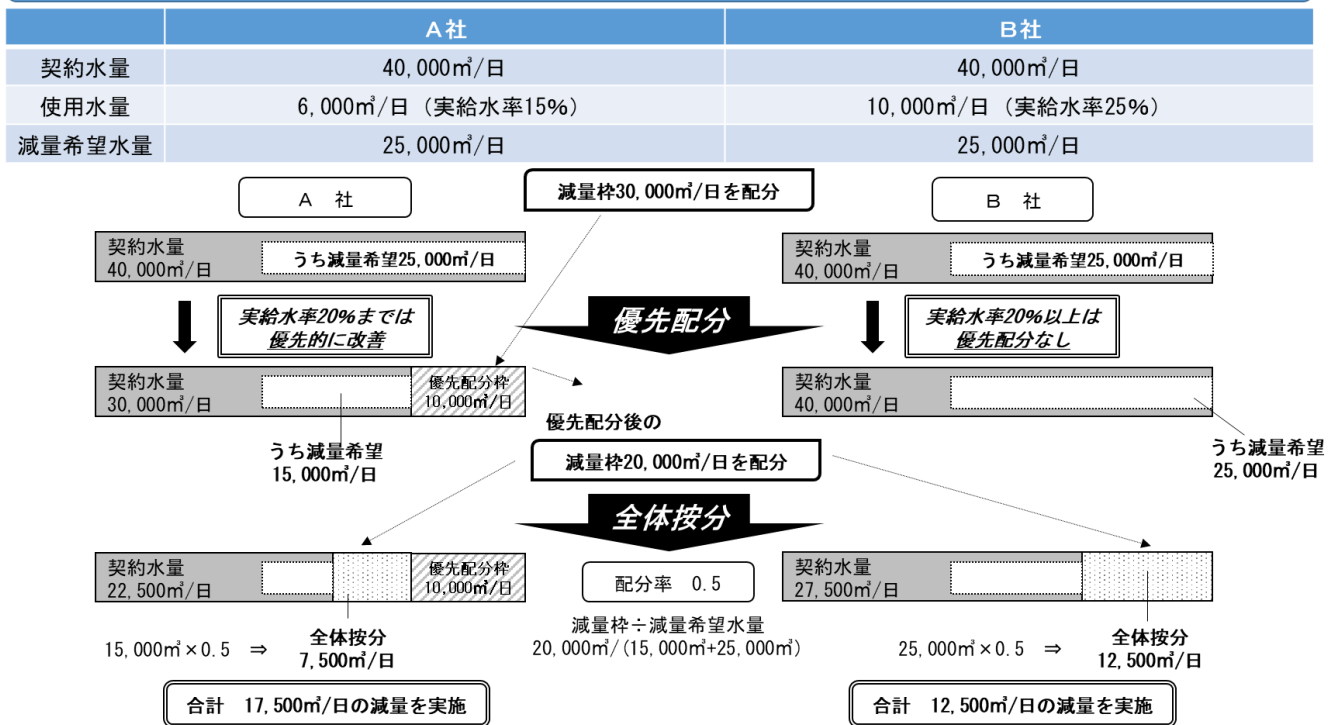 A社 B社
契約水量 40,000㎥/日 40,000㎥/日
使用水量 6,000㎥/日（実給水率15%） 10,000㎥/日（実給水率25%）
減量希望水量 25,000㎥/日 25,000㎥/日
A 社
減量枠30,000㎥/日を配分
B 社
契約水量
40,000㎥/日
うち減量希望25,000㎥/日
契約水量
40,000㎥/日
うち減量希望25,000㎥/日
実給水率20%までは
優先的に改善
優先配分
実給水率20%以上は
優先配分なし
契約水量
30,000㎥/日
優先配分枠
10,000㎥/日
契約水量
40,000㎥/日
うち減量希望
15,000㎥/日
優先配分後の
減量枠20,000㎥/日を配分
うち減量希望
25,000㎥/日
全体按分
契約水量
22,500㎥/日
優先配分枠
10,000㎥/日
配分率 0.5
契約水量
27,500㎥/日
15,000㎥×0.5 ⇒ 全体按分
7,500㎥/日
減量枠÷減量希望水量
20,000㎥/(15,000㎥+25,000㎥)
25,000㎥×0.5 ⇒ 全体按分
12,500㎥/日
合計 17,500㎥/日の減量を実施
合計 12,500㎥/日の減量を実施